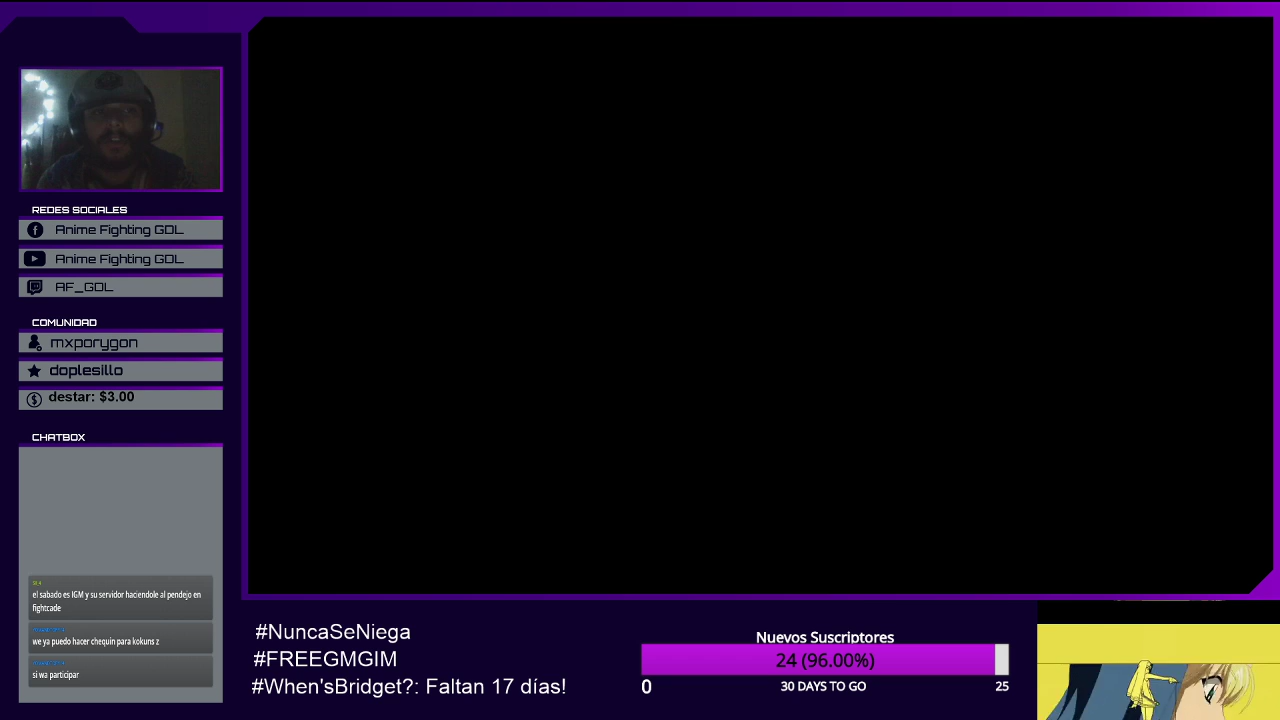 REDES SOCIALES
Anime Fighting GDL
Anime Fighting GDL
AF_GDL
COMUNIDAD
mxporygon
doplesillo
destar: $3.00
CHATBOX
el sabado es IGM y su servidor haciendole al pendejo en
fightcade
we ya puedo hacer chequin para kokuns z
si wa participar
#NuncaSeNiega
#FREEGMGIM
#When'sBridget?: Faltan 17 días!
Nuevos Suscriptores
24 (96.00%)
0
30 DAYS TO GO
25